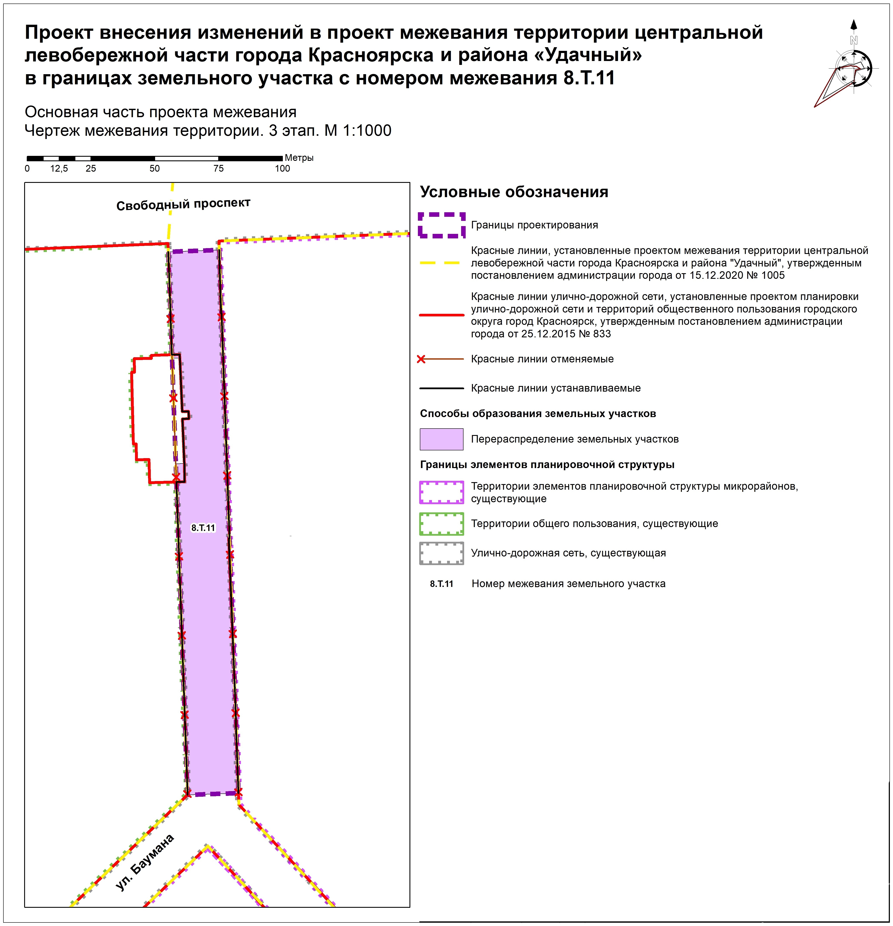 Проект внесения изменений в проект межевания территории центральной
левобережной части города Красноярска и района «Удачный»
в границах земельного участка с номером межевания 8.Т.11
Основная часть проекта межевания
Чертеж межевания территории. 3 этап. М 1:1000
Метры
0 12,5 25 50 75 100
Свободный проспект
8.Т.11
ул. Баумана
Условные обозначения
Границы проектирования
Красные линии, установленные проектом межевания территории центральной
левобережной части города Красноярска и района "Удачный", утвержденным
постановлением администрации города от 15.12.2020 № 1005
Красные линии улично-дорожной сети, установленные проектом планировки
улично-дорожной сети и территорий общественного пользования городского
округа город Красноярск, утвержденным постановлением администрации
города от 25.12.2015 № 833
Красные линии отменяемые
Красные линии устанавливаемые
Способы образования земельных участков
Перераспределение земельных участков
Границы элементов планировочной структуры
Территории элементов планировочной структуры микрорайонов,
существующие
Территории общего пользования, существующие
Улично-дорожная сеть, существующая
8.Т.11 Номер межевания земельного участка